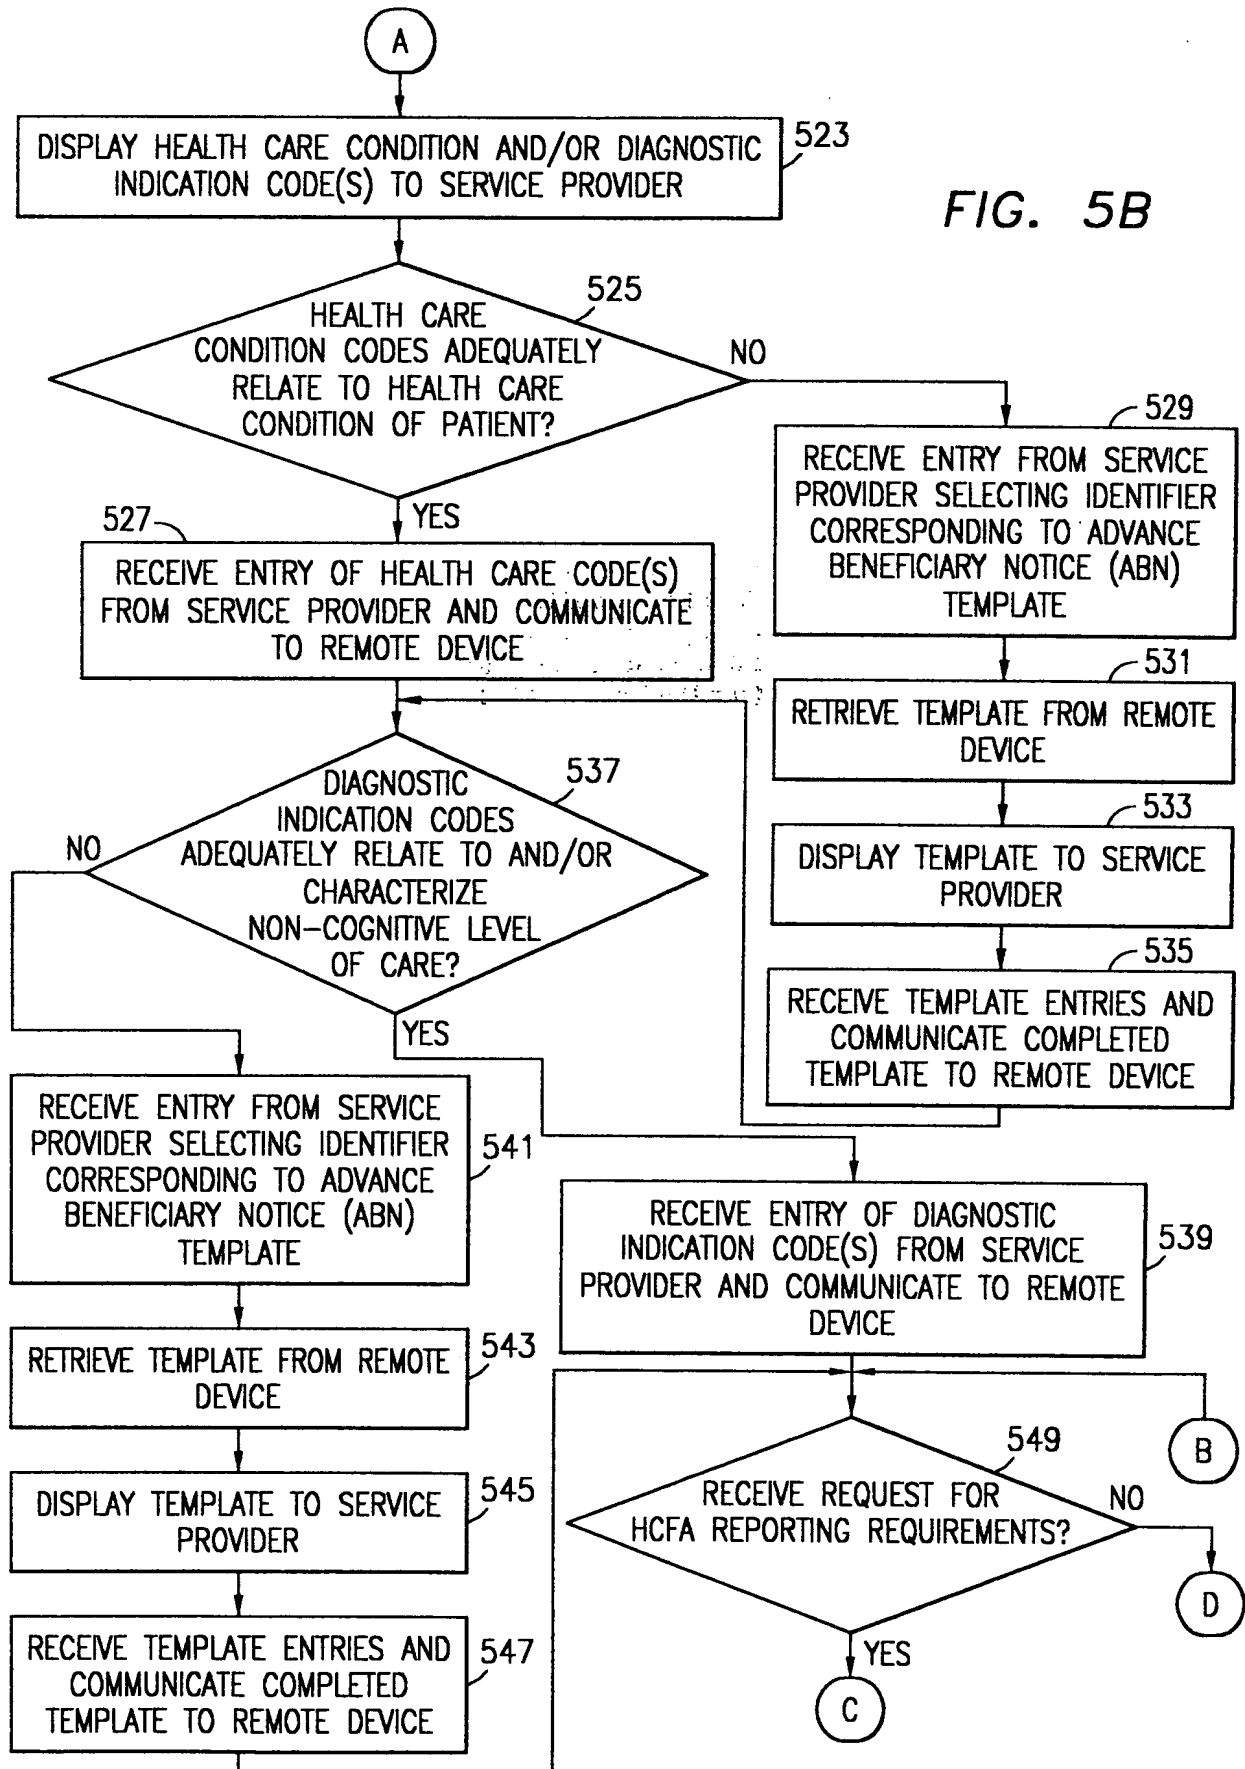 A
DISPLAY HEALTH CARE CONDITION AND/OR DIAGNOSTIC
INDICATION CODE(S) TO SERVICE PROVIDER
523
FIG. 5B
525
HEALTH CARE
CONDITION CODES ADEQUATELY
RELATE TO HEALTH CARE
CONDITION OF PATIENT?
NO
YES
529
RECEIVE ENTRY FROM SERVICE
PROVIDER SELECTING IDENTIFIER
CORRESPONDING TO ADVANCE
BENEFICIARY NOTICE (ABN)
TEMPLATE
527
RECEIVE ENTRY OF HEALTH CARE CODE(S)
FROM SERVICE PROVIDER AND COMMUNICATE
TO REMOTE DEVICE
531
RETRIEVE TEMPLATE FROM REMOTE
DEVICE
533
DISPLAY TEMPLATE TO SERVICE
PROVIDER
535
RECEIVE TEMPLATE ENTRIES AND
COMMUNICATE COMPLETED
TEMPLATE TO REMOTE DEVICE
537
DIAGNOSTIC
INDICATION CODES
ADEQUATELY RELATE TO AND/OR
CHARACTERIZE
NON-COGNITIVE LEVEL
OF CARE?
NO
YES
RECEIVE ENTRY FROM SERVICE
PROVIDER SELECTING IDENTIFIER
CORRESPONDING TO ADVANCE
BENEFICIARY NOTICE (ABN)
TEMPLATE
541
RECEIVE ENTRY OF DIAGNOSTIC
INDICATION CODE(S) FROM SERVICE
PROVIDER AND COMMUNICATE TO REMOTE
DEVICE
539
RETRIEVE TEMPLATE FROM REMOTE
DEVICE
543
DISPLAY TEMPLATE TO SERVICE
PROVIDER
545
RECEIVE TEMPLATE ENTRIES AND
COMMUNICATE COMPLETED
TEMPLATE TO REMOTE DEVICE
547
B
549
RECEIVE REQUEST FOR
HCFA REPORTING REQUIREMENTS?
NO
D
YES
C